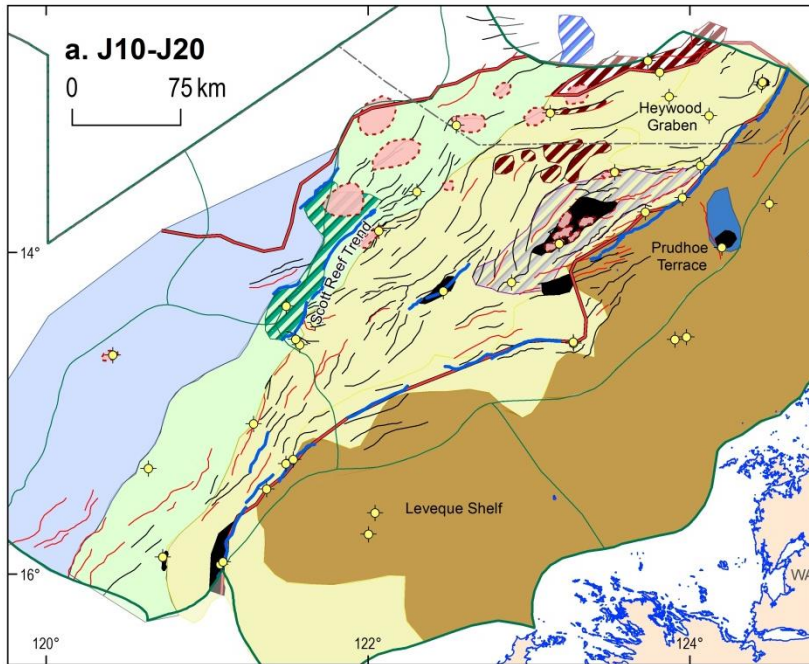 a. J10-J20
0 75 km
Heywood
Graben
14°
Scott Reef Trend
Prudhoe
Terrace
Leveque Shelf
16°
WA
120° 122° 124°